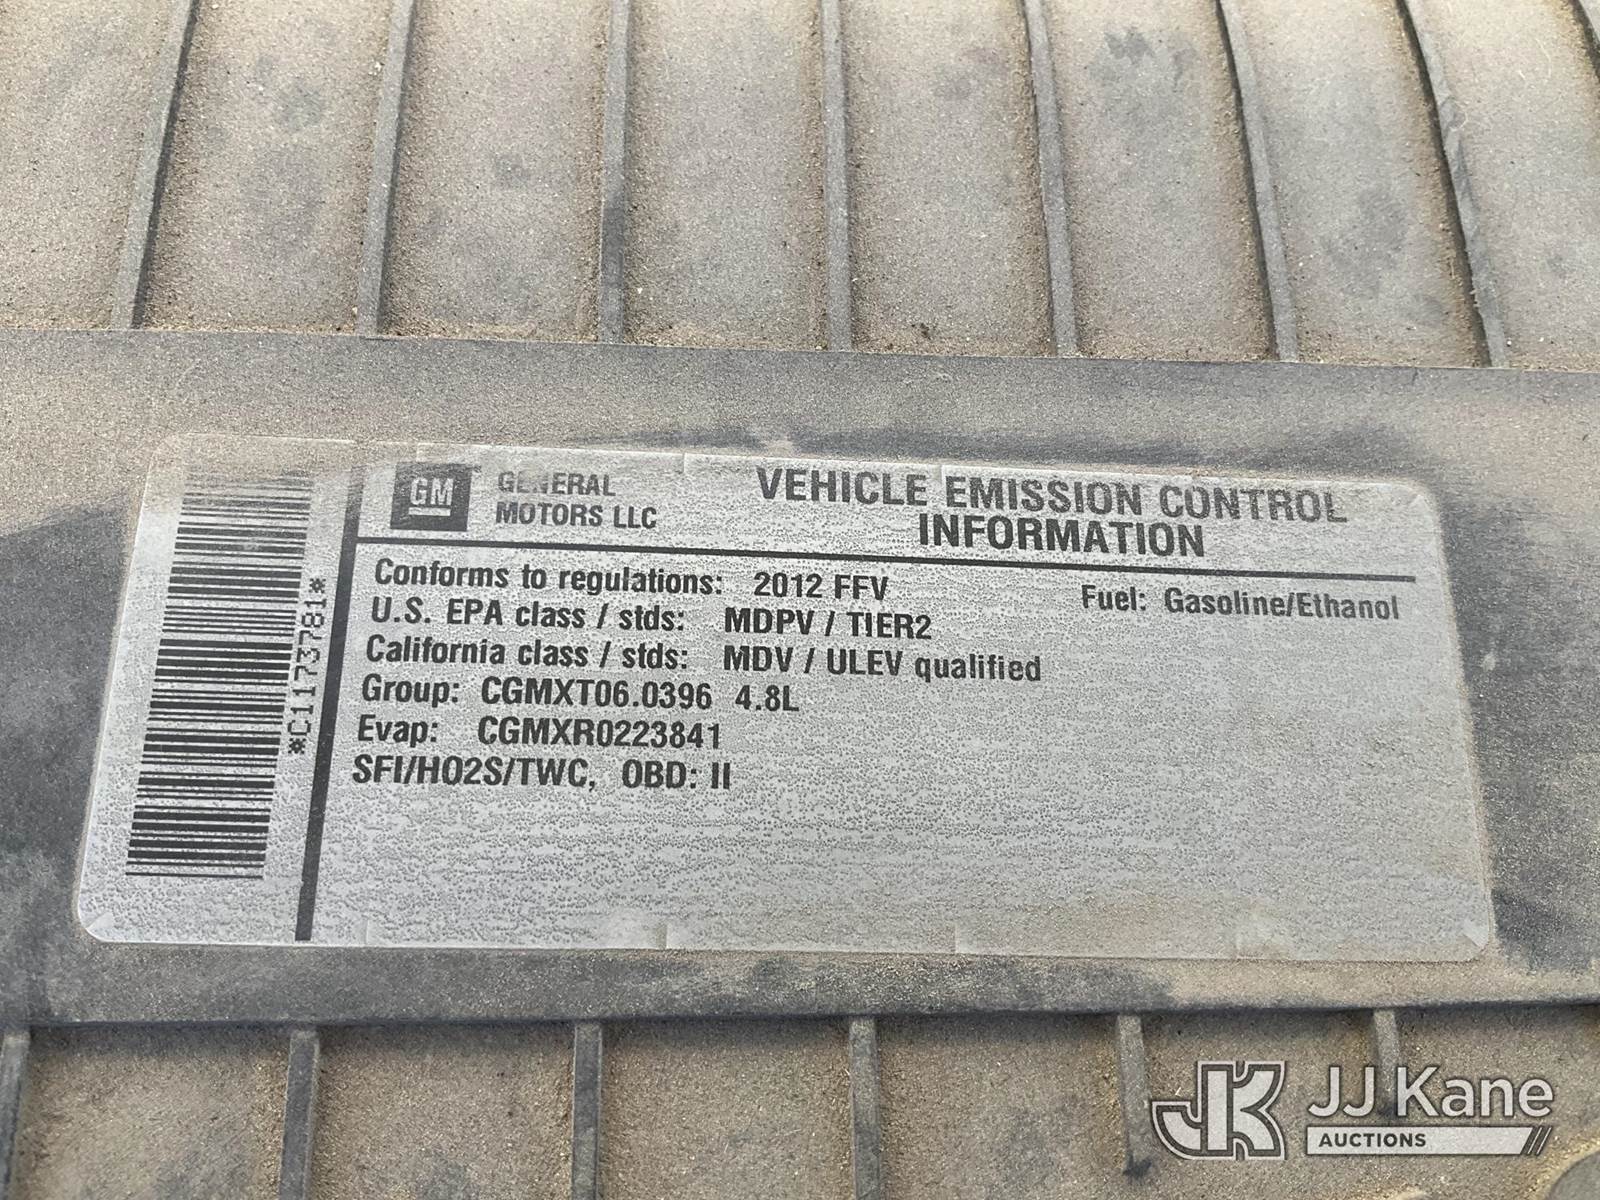 GM
GENERAL
MOTORS LLC
VEHICLE EMISSION CONTROL
INFORMATION
Conforms to regulations: 2012 FFV
Fuel: Gasoline/Ethanol
U.S. EPA class / stds: MDPV / TIER2
California class / stds: MDV / ULEV qualified
Group: CGMXT06.0396 4.8L
Evap: CGMXR0223841
SFI/HO2S/TWC, OBD: II
*C1173781*
JK JJ Kane
AUCTIONS